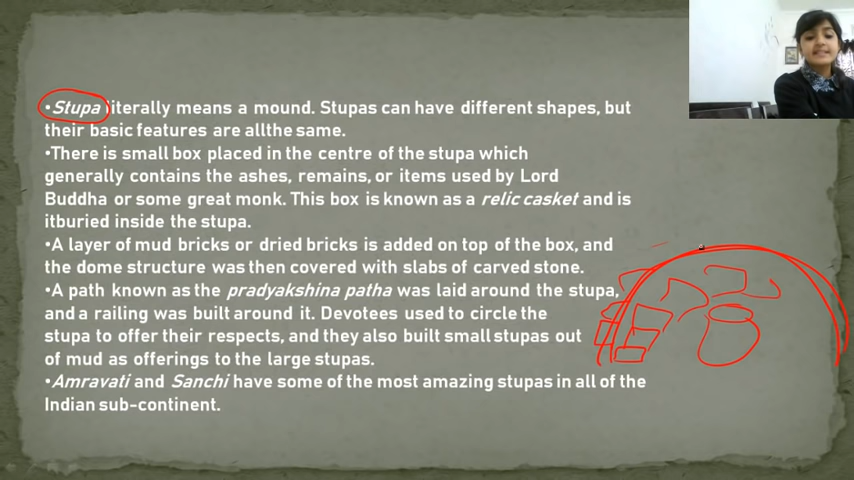 •Stupa literally means a mound. Stupas can have different shapes, but
their basic features are allthe same.
•There is small box placed in the centre of the stupa which
generally contains the ashes, remains, or items used by Lord
Buddha or some great monk. This box is known as a relic casket and is
itburied inside the stupa.
•A layer of mud bricks or dried bricks is added on top of the box, and
the dome structure was then covered with slabs of carved stone.
•A path known as the pradyakshina patha was laid around the stupa,
and a railing was built around it. Devotees used to circle the
stupa to offer their respects, and they also built small stupas out
of mud as offerings to the large stupas.
•Amravati and Sanchi have some of the most amazing stupas in all of the
Indian sub-continent.